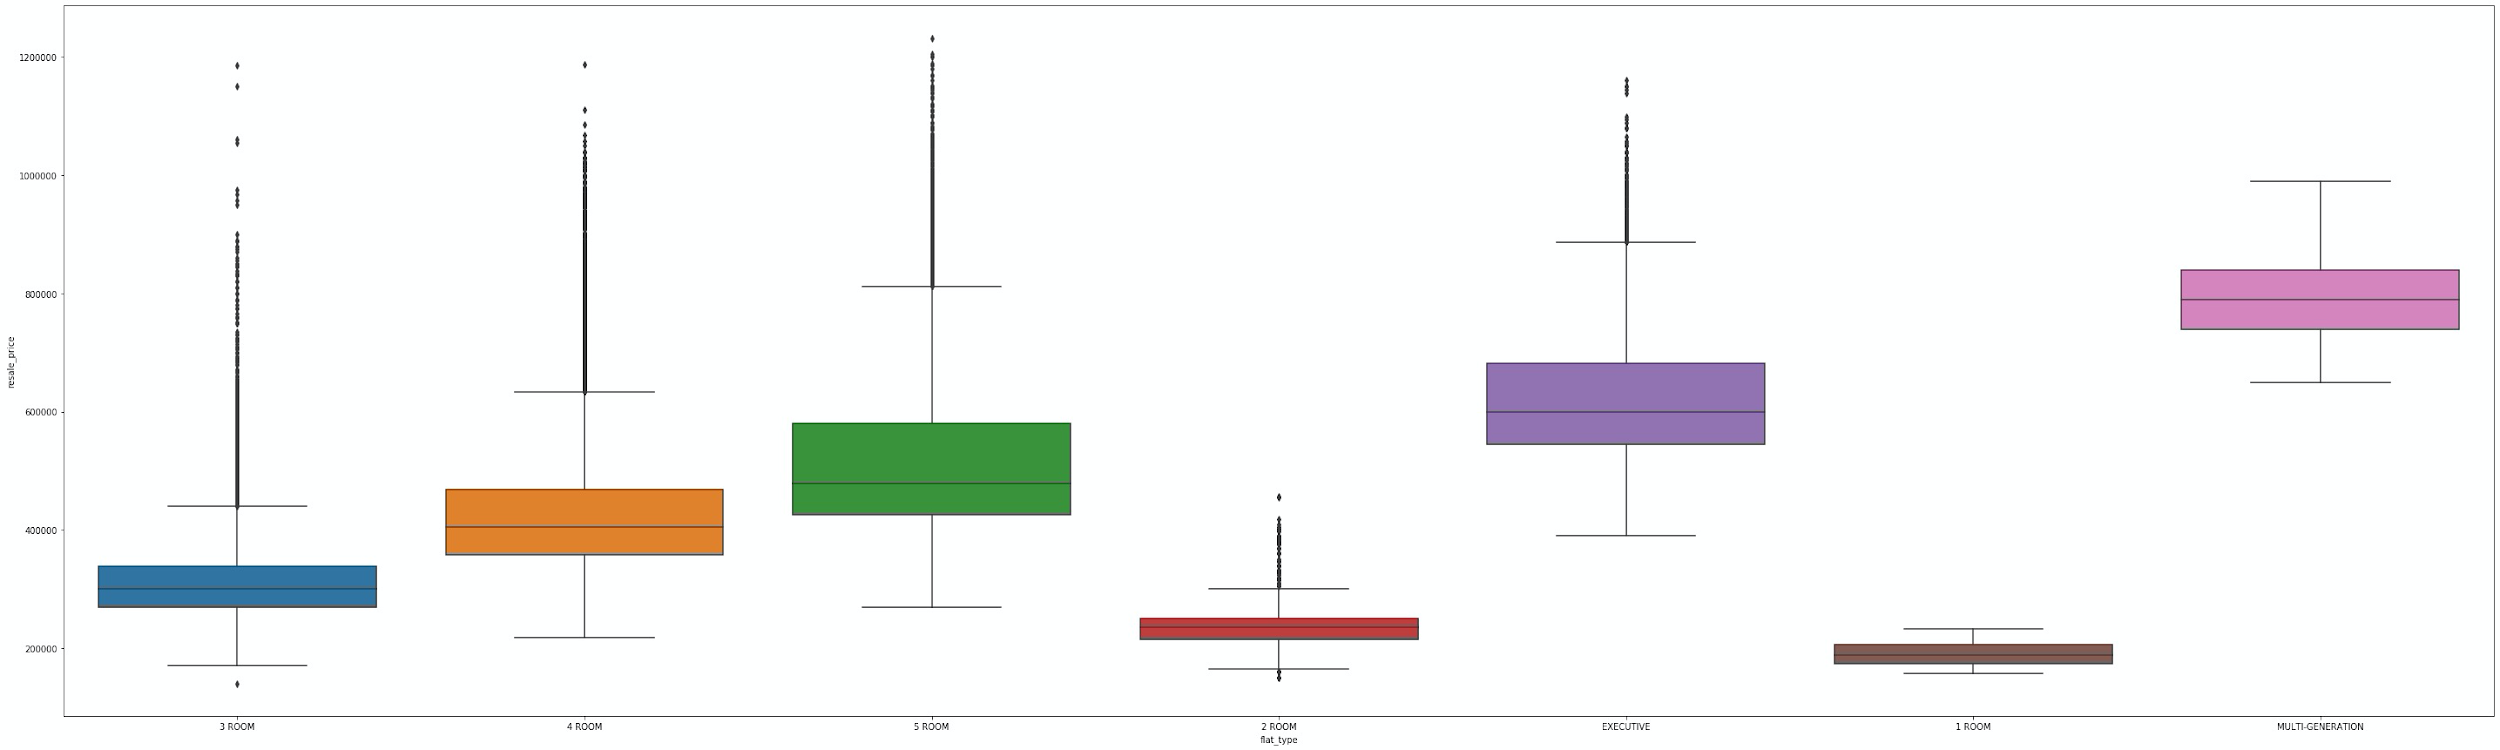 resale_price
1200000
1000000
800000
600000
400000
200000
3 ROOM
4 ROOM
5 ROOM
2 ROOM
EXECUTIVE
1 ROOM
MULTI-GENERATION
flat_type